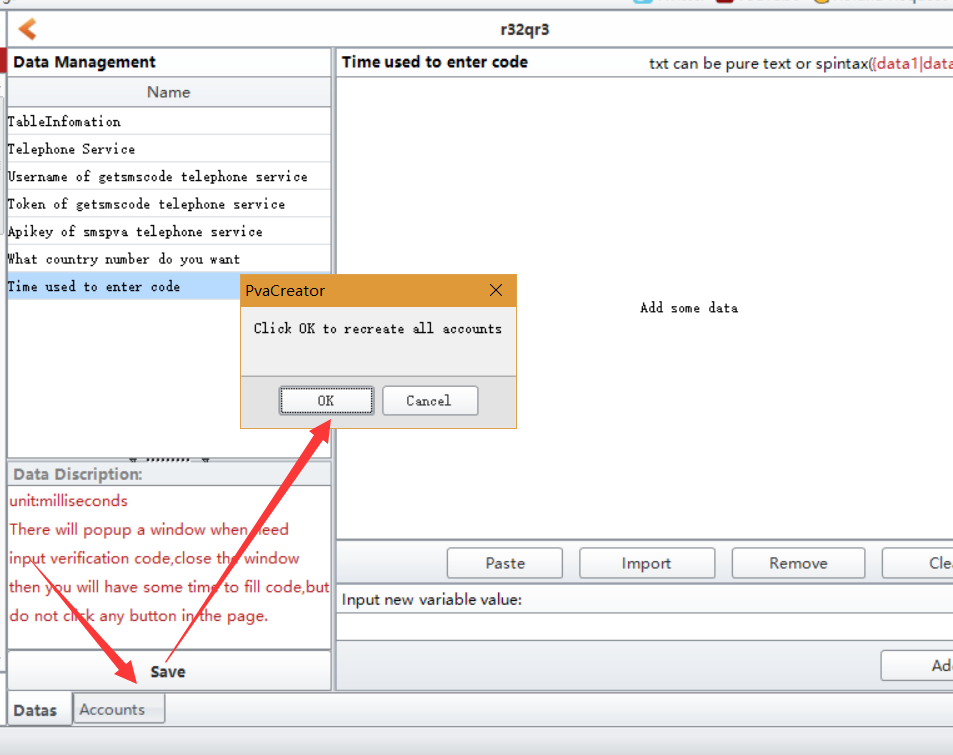 r32qr3
Data Management
Time used to enter code
txt can be pure text or spintax({data1|data
Name
TableInfomation
Telephone Service
Username of getsmscode telephone service
Token of getsmscode telephone service
Apikey of smspva telephone service
What country number do you want
Time used to enter code
PvaCreator
Click OK to recreate all accounts
OK
Cancel
Add some data
Data Discription:
unit:milliseconds
There will popup a window when need
input verification code,close the window
then you will have some time to fill code,but
do not click any button in the page.
Paste
Import
Remove
Cle
Input new variable value:
Save
Ad
Datas
Accounts